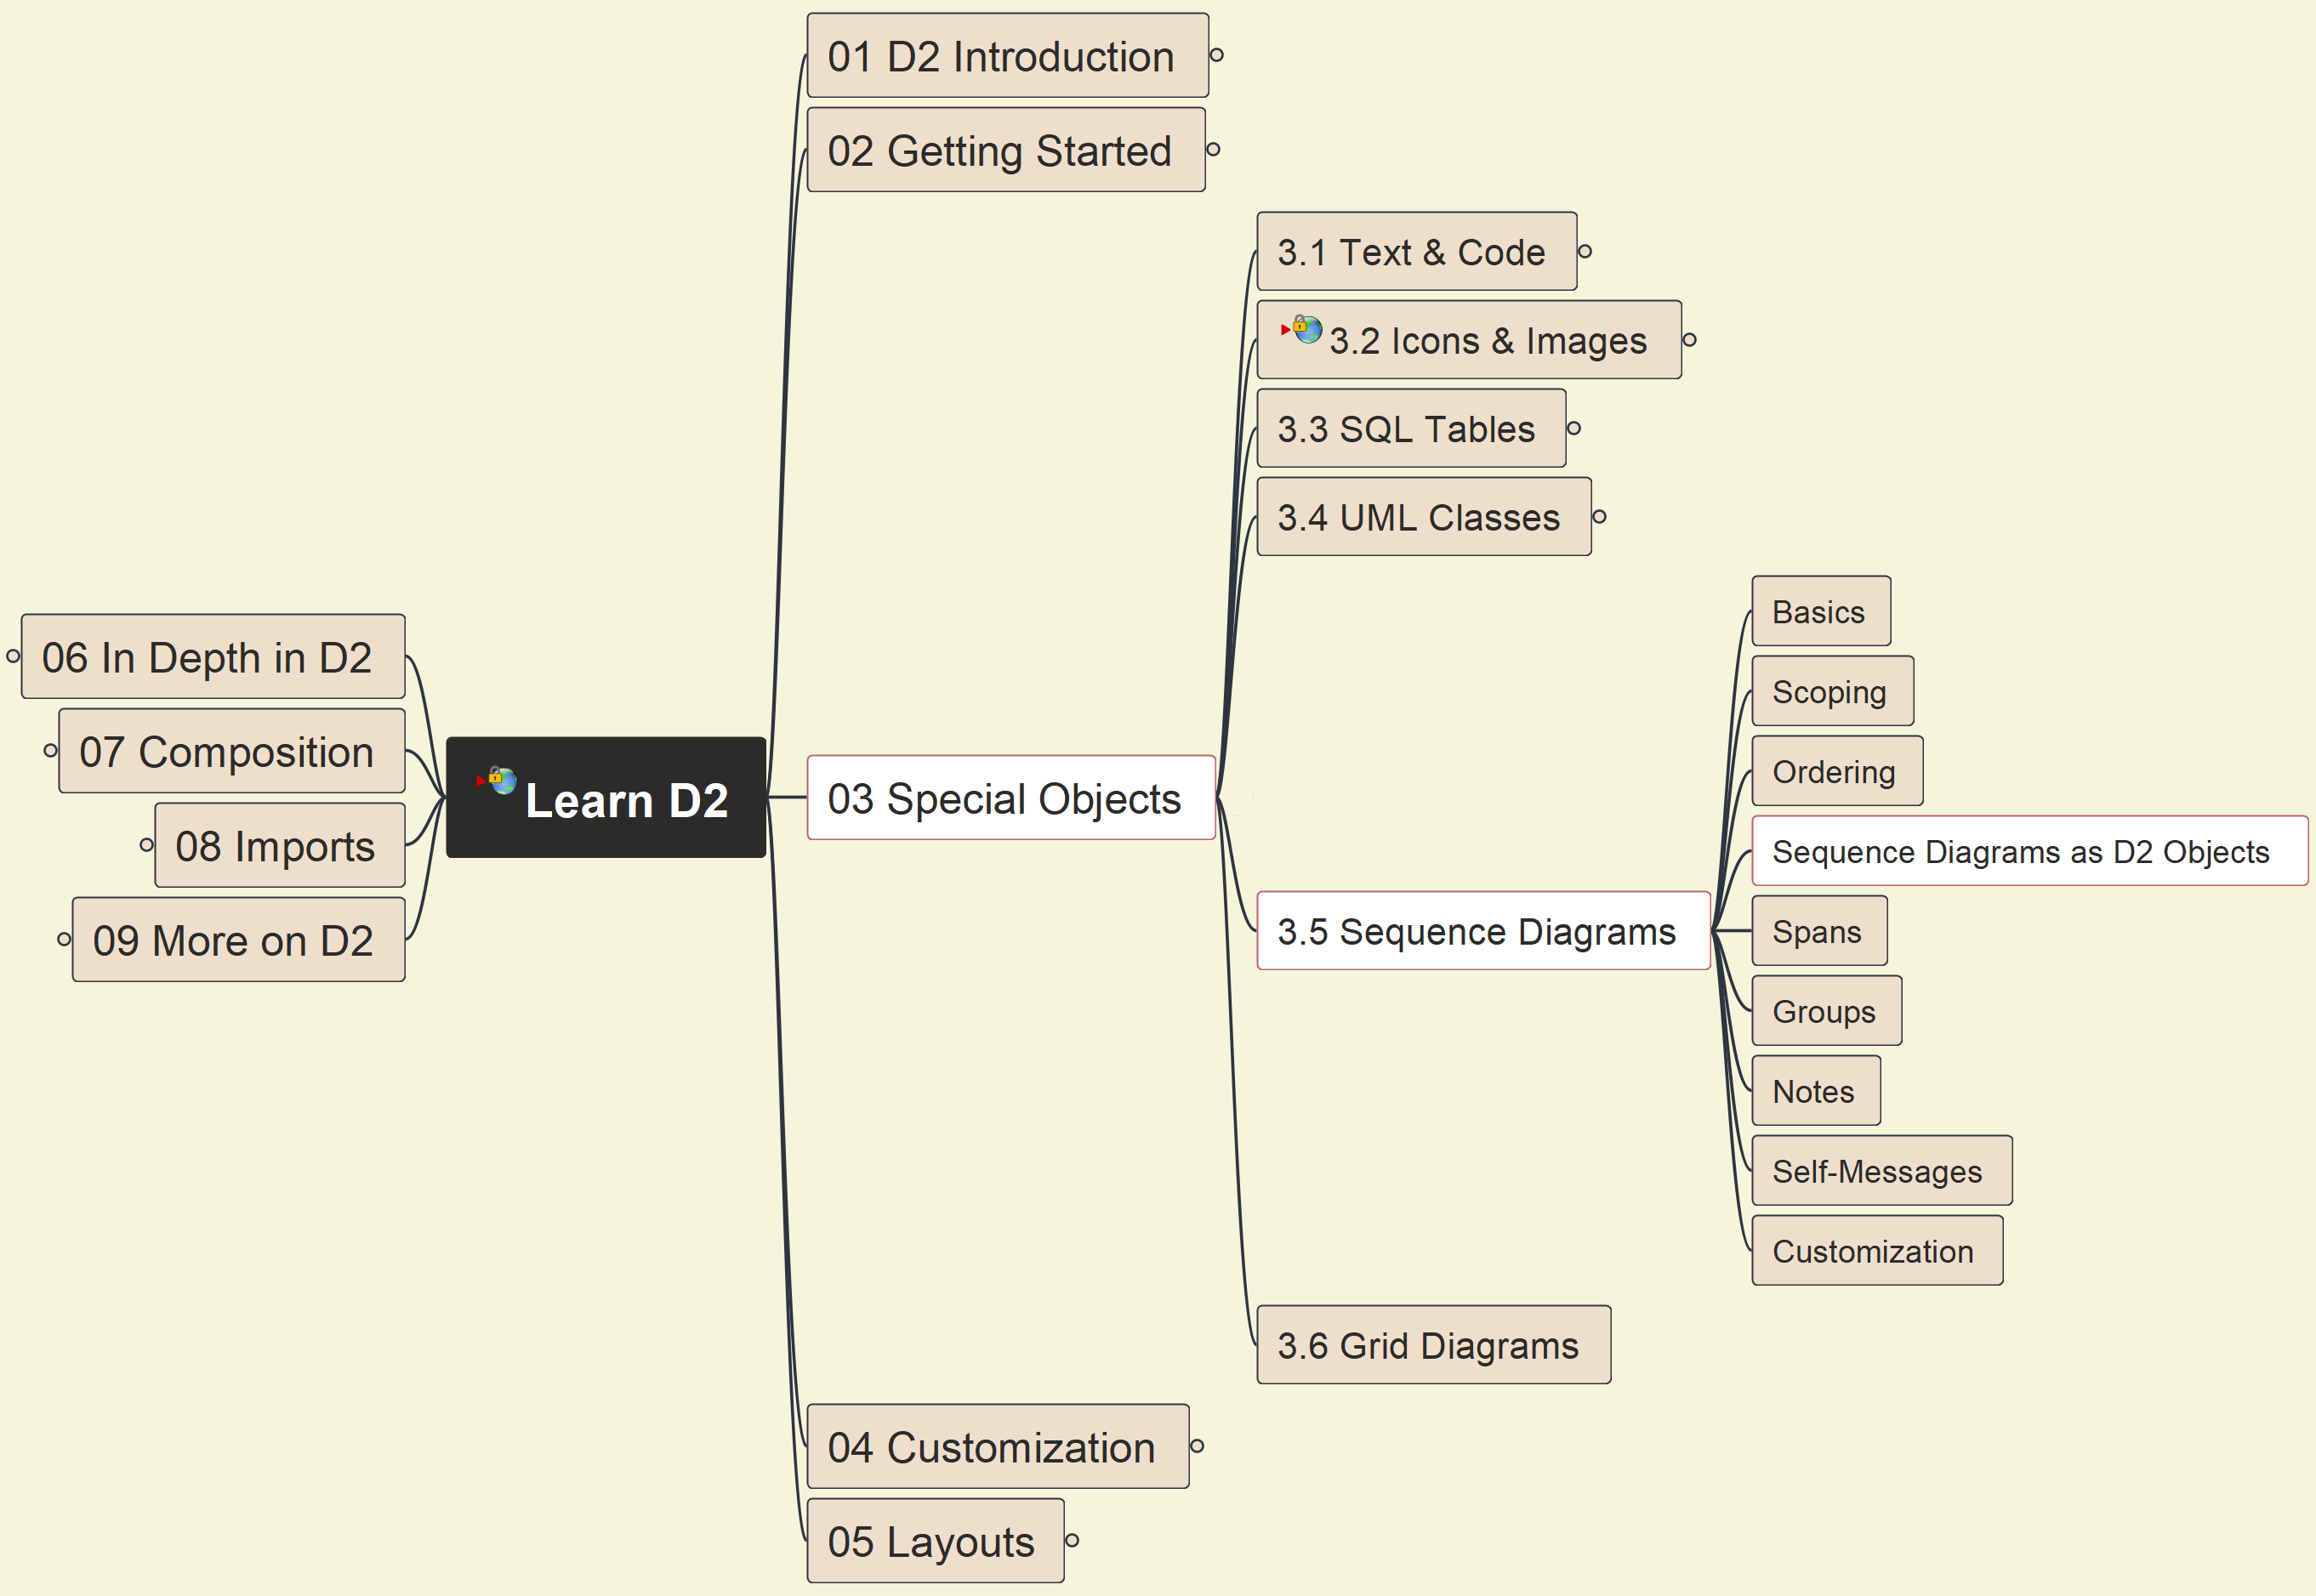 01 D2 Introduction
02 Getting Started
3.1 Text & Code
3.2 Icons & Images
3.3 SQL Tables
3.4 UML Classes
Basics
Scoping
Ordering
Sequence Diagrams as D2 Objects
Spans
Groups
Notes
Self-Messages
Customization
3.5 Sequence Diagrams
3.6 Grid Diagrams
03 Special Objects
04 Customization
05 Layouts
Learn D2
06 In Depth in D2
07 Composition
08 Imports
09 More on D2